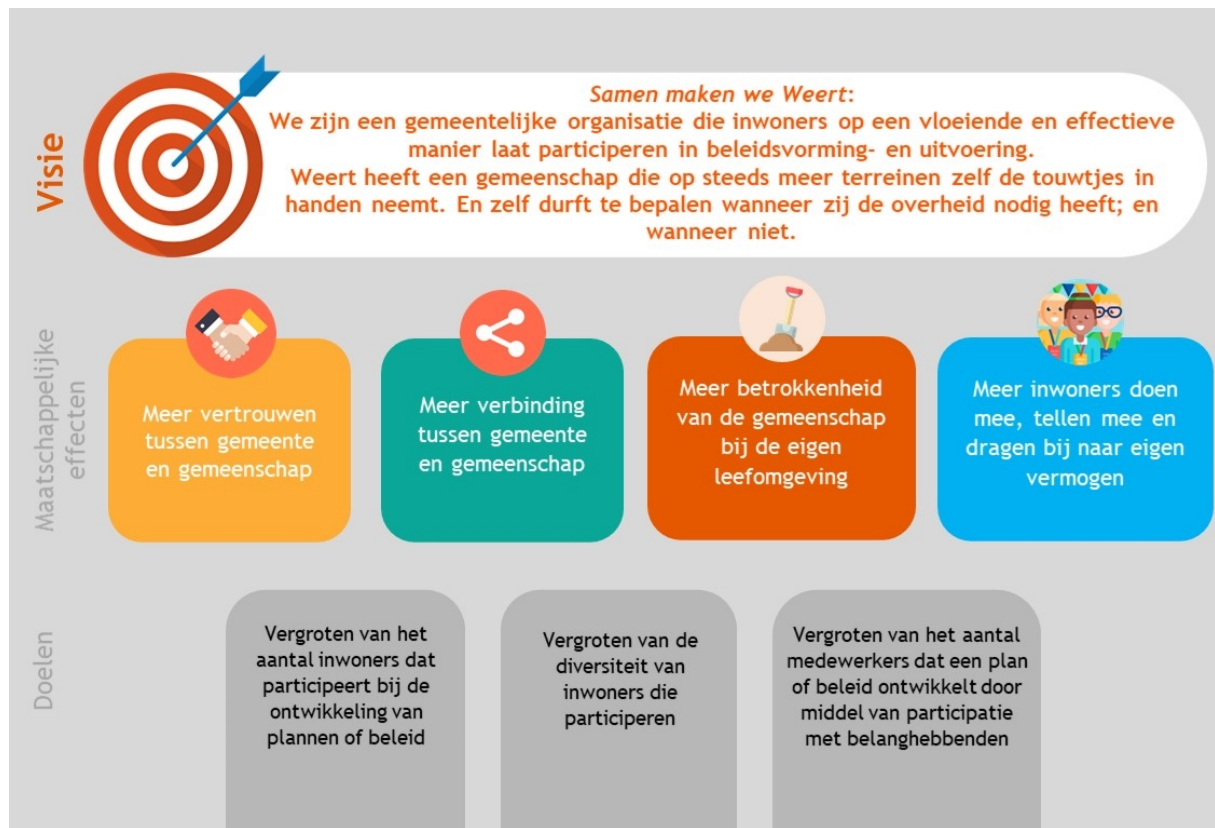 Visie
Samen maken we Weert:
We zijn een gemeentelijke organisatie die inwoners op een vloeiende en effectieve
manier laat participeren in beleidsvorming- en uitvoering.
Weert heeft een gemeenschap die op steeds meer terreinen zelf de touwtjes in
handen neemt. En zelf durft te bepalen wanneer zij de overheid nodig heeft; en
wanneer niet.
Maatschappelijke
effecten
Meer vertrouwen
tussen gemeente
en gemeenschap
Meer verbinding
tussen gemeente
en gemeenschap
Meer betrokkenheid
van de gemeenschap
bij de eigen
leefomgeving
Meer inwoners doen
mee, tellen mee en
dragen bij naar eigen
vermogen
Doelen
Vergroten van het
aantal inwoners dat
participeert bij de
ontwikkeling van
plannen of beleid
Vergroten van de
diversiteit van
inwoners die
participeren
Vergroten van het aantal
medewerkers dat een plan
of beleid ontwikkelt door
middel van participatie
met belanghebbenden